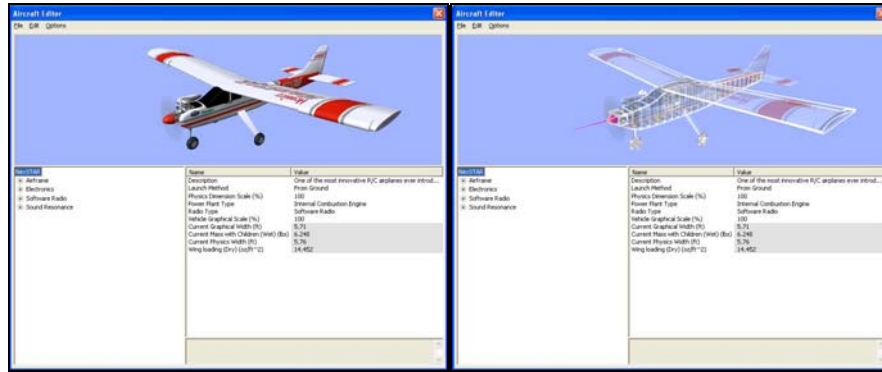 Aircraft Editor
File Edit Options
NexSTAR
Airframe
Electronics
Software Radio
Sound Resonance
Name Value
Description One of the most innovative R/C airplanes ever introd...
Launch Method From Ground
Physics Dimension Scale (%) 100
Power Plant Type Internal Combustion Engine
Radio Type Software Radio
Vehicle Graphical Scale (%) 100
Current Graphical Width (ft) 5.71
Current Mass with Children (Wet) (lbs) 6.248
Current Physics Width (ft) 5.76
Wing loading (Dry) (oz/ft^2) 14.452
Aircraft Editor
File Edit Options
NexSTAR
Airframe
Electronics
Software Radio
Sound Resonance
Name Value
Description One of the most innovative R/C airplanes ever introd...
Launch Method From Ground
Physics Dimension Scale (%) 100
Power Plant Type Internal Combustion Engine
Radio Type Software Radio
Vehicle Graphical Scale (%) 100
Current Graphical Width (ft) 5.71
Current Mass with Children (Wet) (lbs) 6.248
Current Physics Width (ft) 5.76
Wing loading (Dry) (oz/ft^2) 14.452